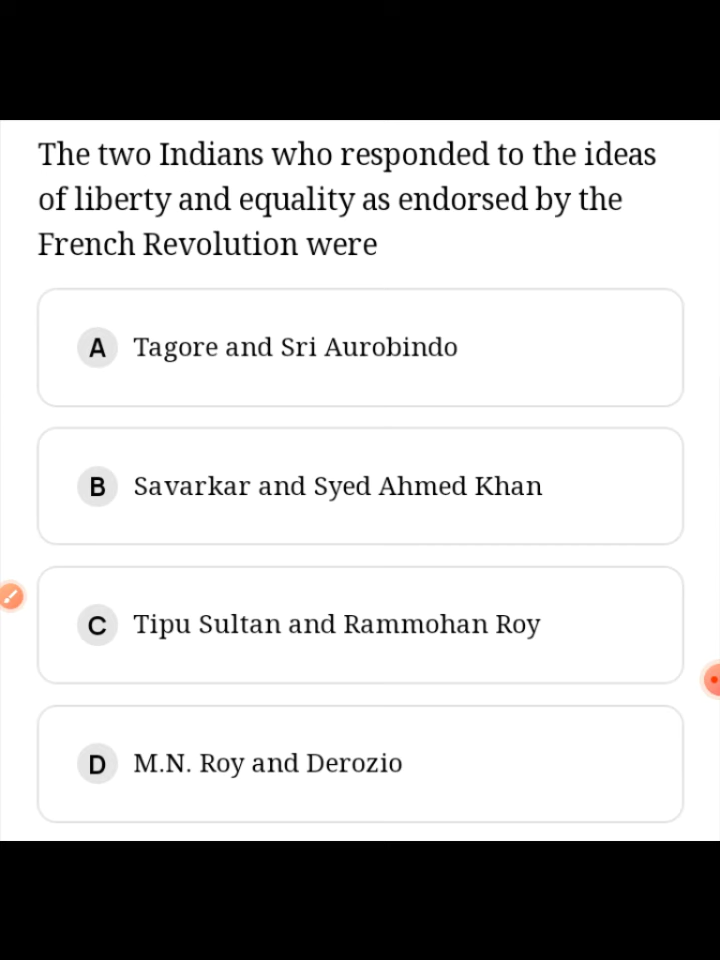 The two Indians who responded to the ideas
of liberty and equality as endorsed by the
French Revolution were
A Tagore and Sri Aurobindo
B Savarkar and Syed Ahmed Khan
C Tipu Sultan and Rammohan Roy
D M.N. Roy and Derozio